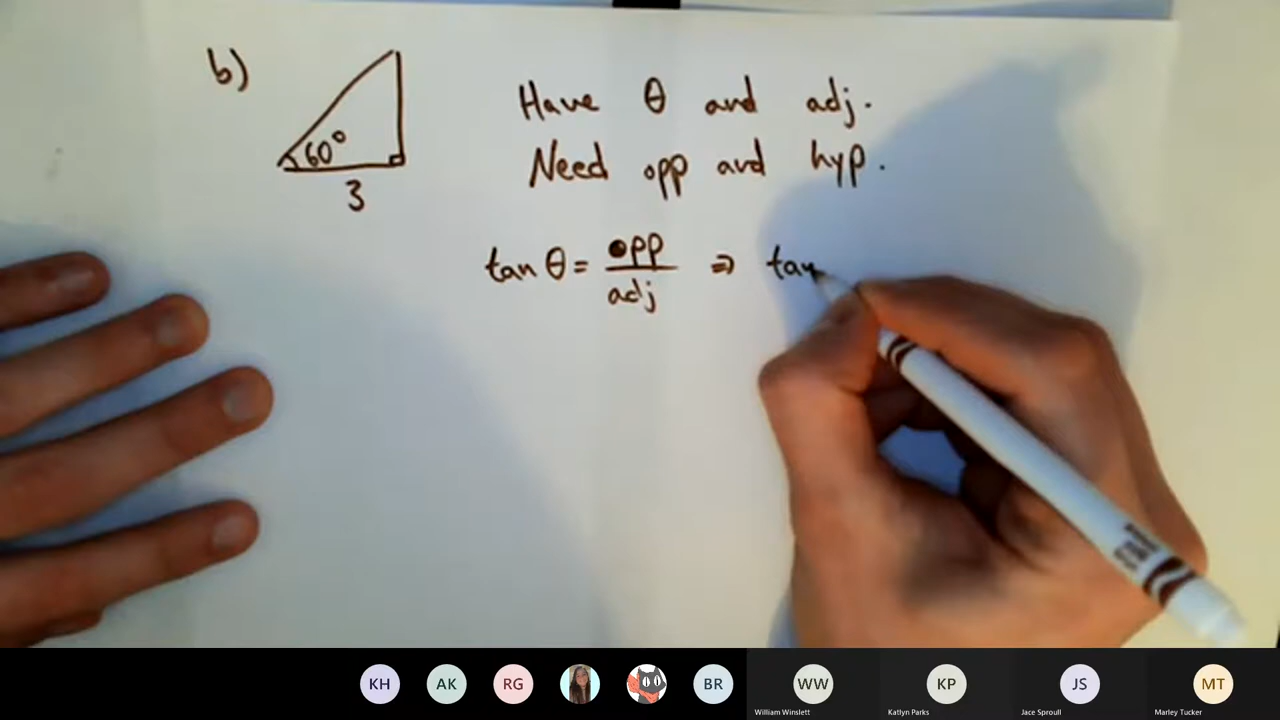 b)
60°
3
Have θ and adj.
Need opp and hyp.
tan θ = opp/adj ⇒ tan
KH AK RG BR WW KP JS MT
William Winslett Katlyn Parks Jace Sproull Marley Tucker